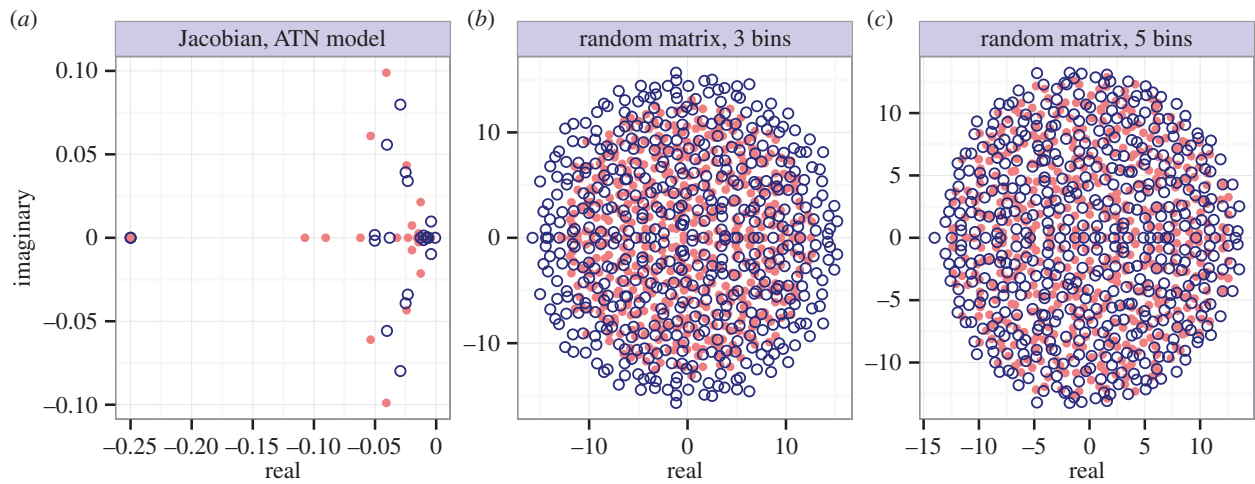 (a)
Jacobian, ATN model
0.10
0.05
0
–0.05
–0.10
imaginary
–0.25 –0.20 –0.15 –0.10 –0.05 0
real
(b)
random matrix, 3 bins
10
0
–10
–10 0 10
real
(c)
random matrix, 5 bins
10
5
0
–5
–10
–15 –10 –5 0 5 10
real